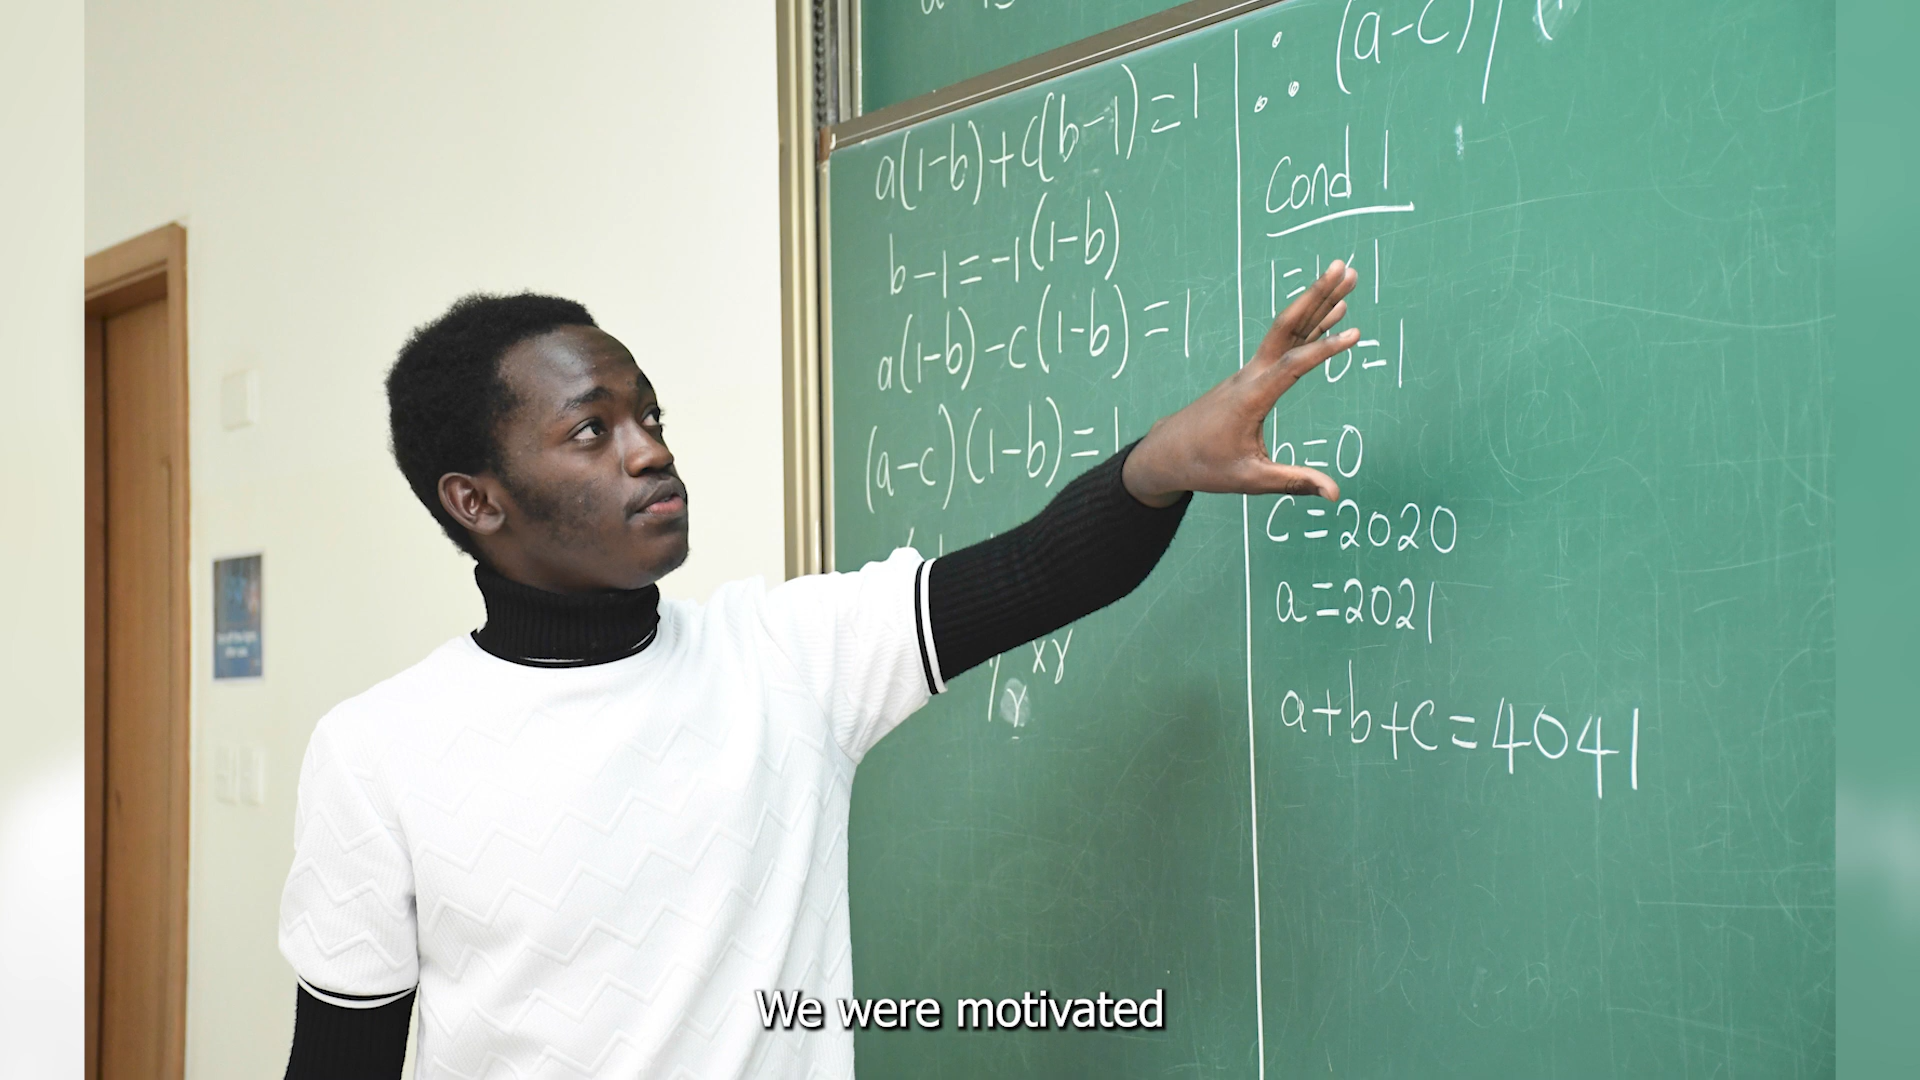 a(1-b)+c(b-1)=1
b-1=-1(1-b)
a(1-b)-c(1-b)=1
(a-c)(1-b)=1
∴ (a-c)
Cond 1
b=0
c=2020
a=2021
a+b+c=4041
We were motivated